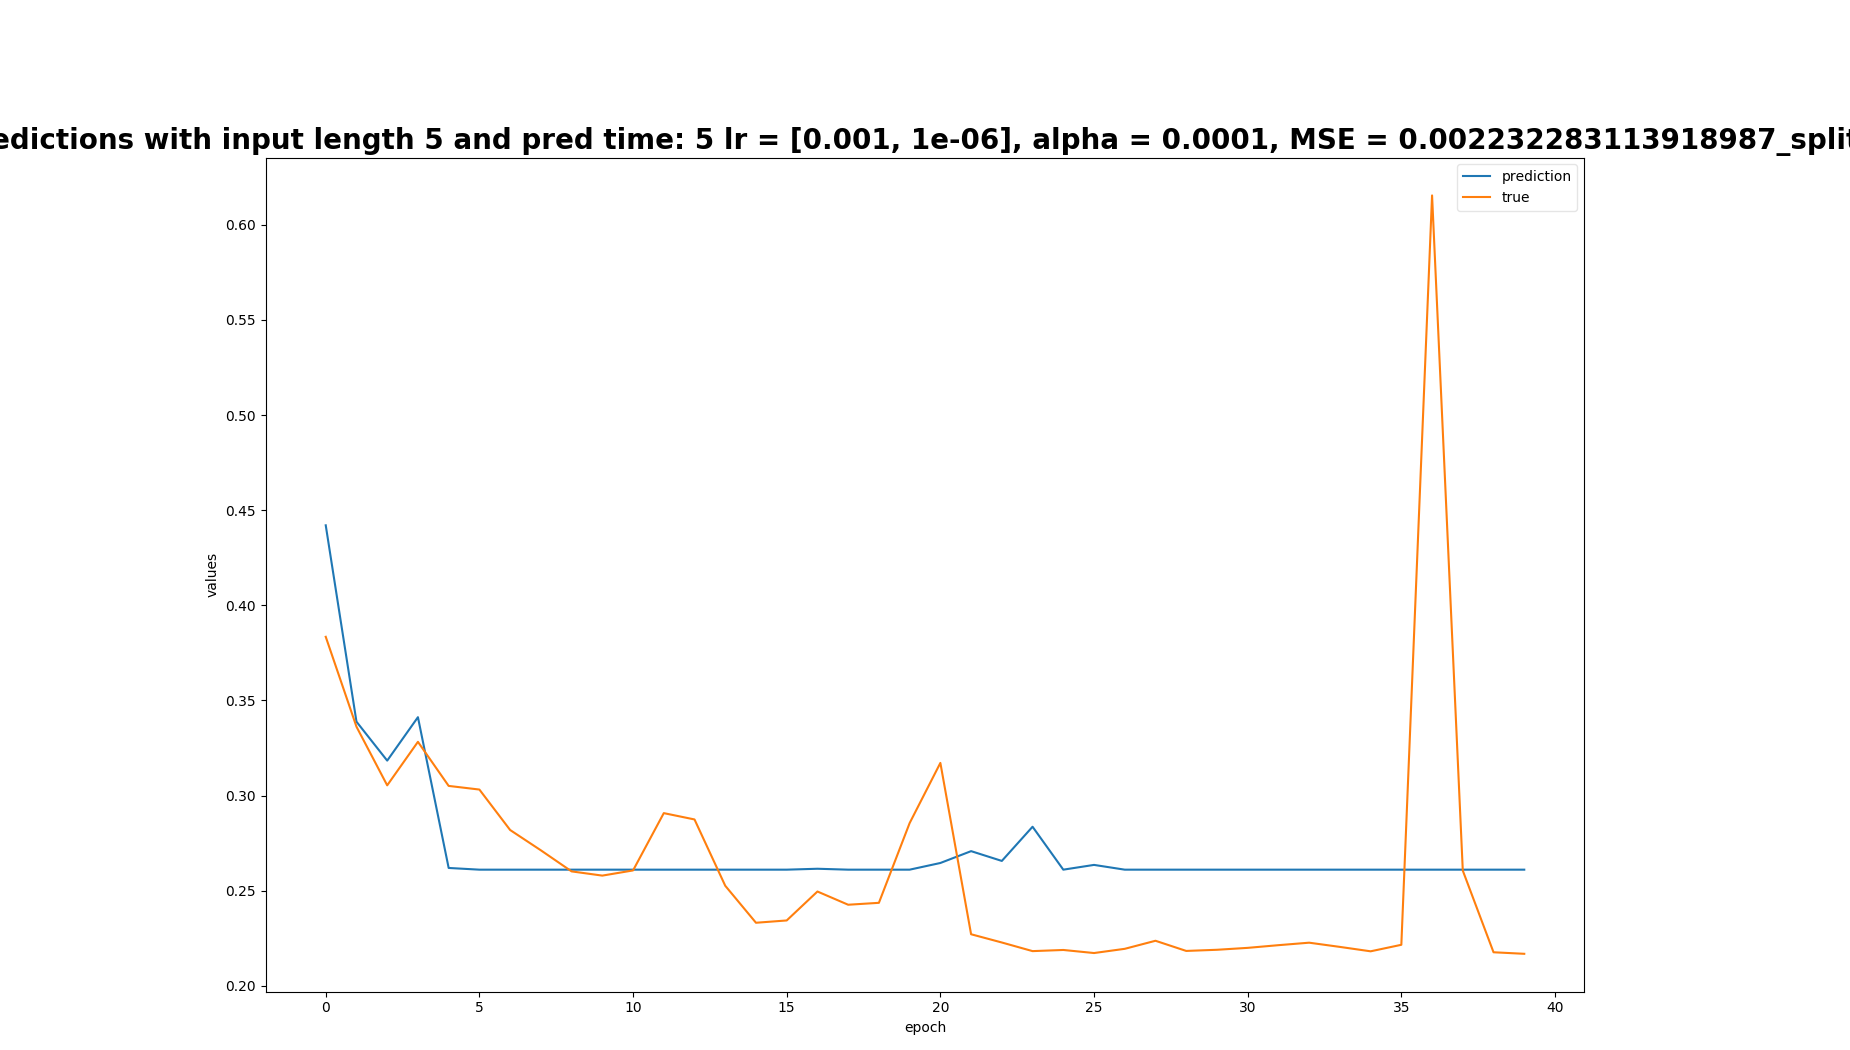 edictions with input length 5 and pred time: 5 lr = [0.001, 1e-06], alpha = 0.0001, MSE = 0.002232283113918987_split
prediction
true
0.60
0.55
0.50
0.45
0.40
0.35
0.30
0.25
0.20
values
0 5 10 15 20 25 30 35 40
epoch